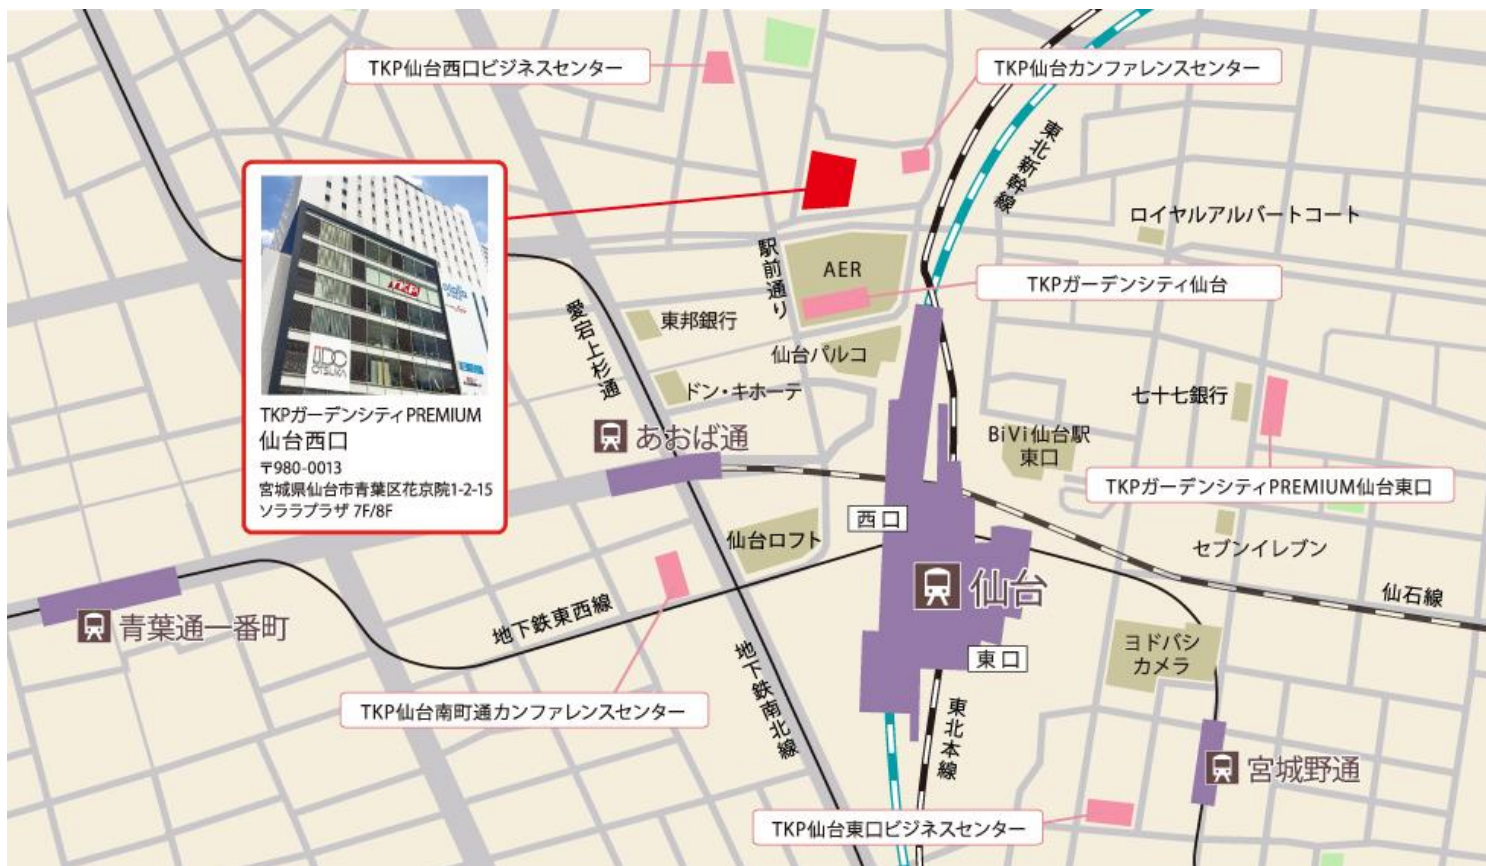 TKP仙台西口ビジネスセンター
TKP仙台カンファレンスセンター
東北新幹線
ロイヤルアルバートコート
駅前通り
AER
TKPガーデンシティ仙台
愛宕上杉通
東邦銀行
仙台パルコ
ドン・キホーテ
七十七銀行
TKP
IDC
OTSUKA
TKPガーデンシティPREMIUM
仙台西口
〒980-0013
宮城県仙台市青葉区花京院1-2-15
ソララプラザ 7F/8F
あおば通
BiVi仙台駅
東口
TKPガーデンシティPREMIUM仙台東口
西口
仙台ロフト
セブンイレブン
仙台
仙石線
青葉通一番町
地下鉄東西線
ヨドバシ
カメラ
東口
TKP仙台南町通カンファレンスセンター
地下鉄南北線
東北本線
宮城野通
TKP仙台東口ビジネスセンター